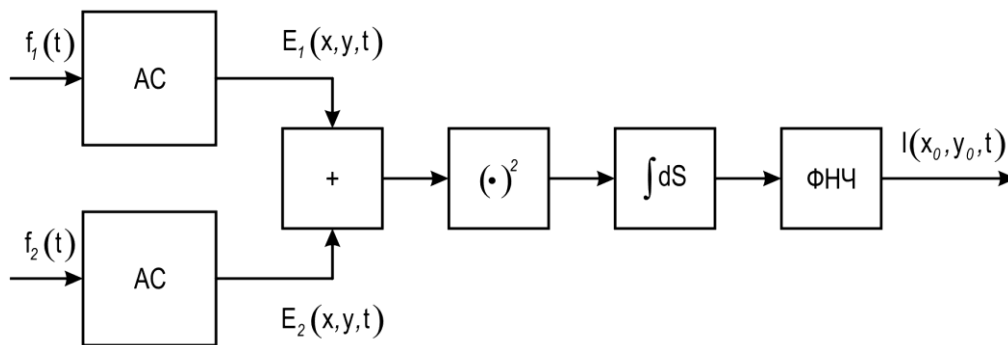 f₁(t)
AC
E₁(x,y,t)
+
(•)²
∫dS
ФНЧ
I(x₀,y₀,t)
f₂(t)
AC
E₂(x,y,t)